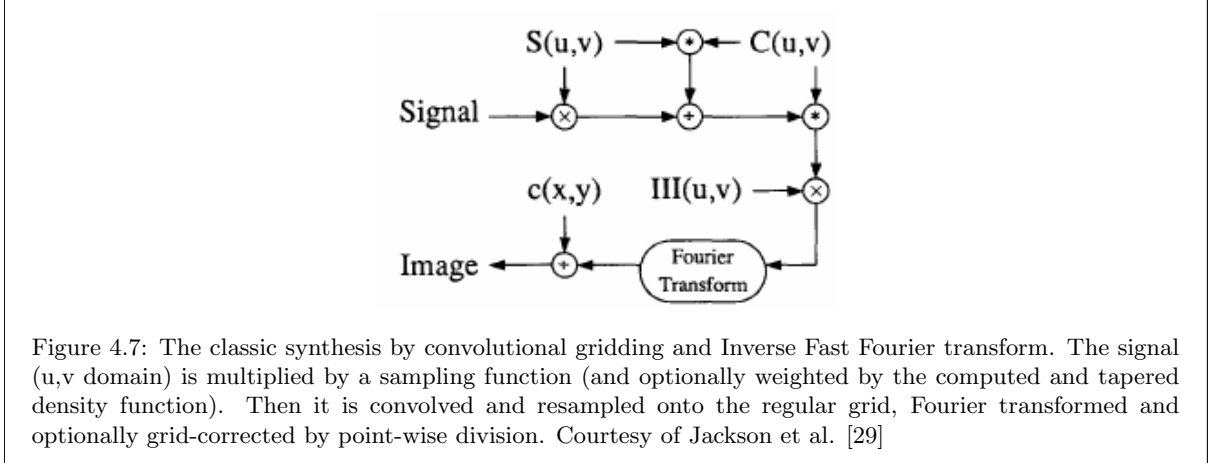 S(u,v) * C(u,v)
Signal × ÷ *
c(x,y) III(u,v) ×
Image ÷ Fourier
Transform
Figure 4.7: The classic synthesis by convolutional gridding and Inverse Fast Fourier transform. The signal
(u,v domain) is multiplied by a sampling function (and optionally weighted by the computed and tapered
density function). Then it is convolved and resampled onto the regular grid, Fourier transformed and
optionally grid-corrected by point-wise division. Courtesy of Jackson et al. [29]